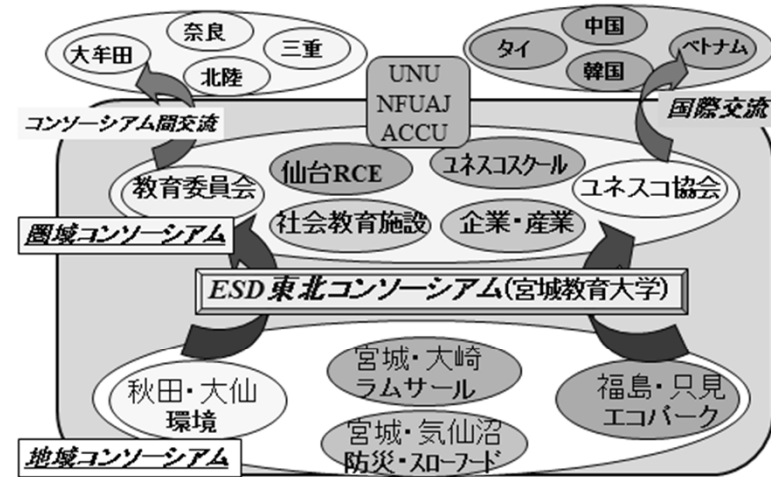 大牟田
奈良
三重
北陸
タイ
中国
韓国
ベトナム
UNU
NFUAJ
ACCU
コンソーシアム間交流
国際交流
教育委員会
仙台RCE
ユネスコスクール
ユネスコ協会
社会教育施設
企業・産業
圏域コンソーシアム
ESD東北コンソーシアム(宮城教育大学)
秋田・大仙
環境
宮城・大崎
ラムサール
福島・只見
エコパーク
宮城・気仙沼
防災・スローフード
地域コンソーシアム